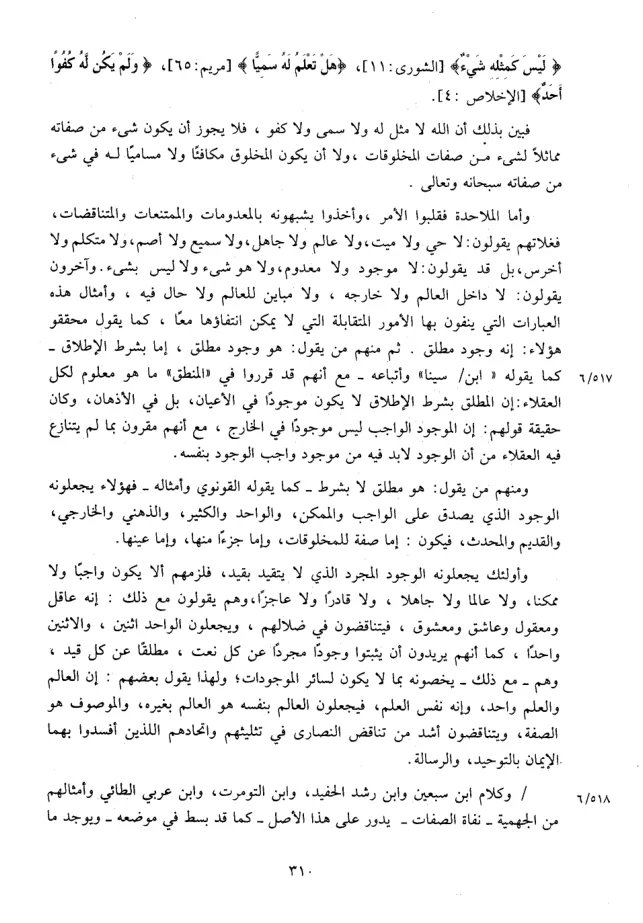 ﴿ لَيْسَ كَمِثْلِهِ شَيْءٌ﴾ [الشورى:١١]، ﴿هَلْ تَعْلَمُ لَهُ سَمِيًّا ﴾ [مريم:٦٥]، ﴿ وَلَمْ يَكُن لَّهُ كُفُوًا
أَحَدٌ﴾ [الإخلاص :٤].
فبين بذلك أن الله لا مثل له ولا سمى ولا كفو ، فلا يجوز أن يكون شىء من صفاته
مماثلاً لشىء من صفات المخلوقات ،ولا أن يكون المخلوق مكافئًا ولا مساميًا لـه في شىء
من صفاته سبحانه وتعالى .
وأما الملاحدة فقلبوا الأمر ،وأخذوا يشبهونه بالمعدومات والممتنعات والمتناقضات،
فغلاتهم يقولون:لا حي ولا ميت،ولا عالم ولا جاهل،ولا سميع ولا أصم،ولا متكلم ولا
أخرس،بل قد يقولون:لا موجود ولا معدوم،ولا هو شىء ولا ليس بشىء.وآخرون
يقولون: لا داخل العالم ولا خارجه ، ولا مباين للعالم ولا حال فيه ، وأمثال هذه
العبارات التي ينفون بها الأمور المتقابلة التي لا يمكن انتفاؤها معًا ، كما يقول محققو
هؤلاء: إنه وجود مطلق . ثم منهم من يقول: هو وجود مطلق ، إما بشرط الإطلاق ـ
كما يقوله « ابن/ سينا» وأتباعه ـ مع أنهم قد قرروا في «المنطق» ما هو معلوم لكل ٦/٥١٧
العقلاء:إن المطلق بشرط الإطلاق لا يكون موجودًا في الأعيان، بل في الأذهان، وكان
حقيقة قولهم: إن الموجود الواجب ليس موجودًا في الخارج ، مع أنهم مقرون بما لم يتنازع
فيه العقلاء من أن الوجود لابد فيه من موجود واجب الوجود بنفسه.
ومنهم من يقول: هو مطلق لا بشرط ـ كما يقوله القونوي وأمثاله ـ فهؤلاء يجعلونه
الوجود الذي يصدق على الواجب والممكن، والواحد والكثير، والذهني والخارجي،
والقديم والمحدث، فيكون : إما صفة للمخلوقات، وإما جزءًا منها، وإما عينها.
وأولئك يجعلونه الوجود المجرد الذي لا يتقيد بقيد، فلزمهم ألا يكون واجبًا ولا
ممكنا، ولا عالما ولا جاهلا ، ولا قادرًا ولا عاجزًا،وهم يقولون مع ذلك : إنه عاقل
ومعقول وعاشق ومعشوق ، فيتناقضون في ضلالهم ، ويجعلون الواحد اثنين ، والاثنين
واحدًا ، كما أنهم يريدون أن يثبتوا وجودًا مجردًا عن كل نعت ، مطلقًا عن كل قيد ،
وهم ـ مع ذلك ـ يخصونه بما لا يكون لسائر الموجودات؛ ولهذا يقول بعضهم : إن العالم
والعلم واحد، وإنه نفس العلم، فيجعلون العالم بنفسه هو العالم بغيره، والموصوف هو
الصفة، ويتناقضون أشد من تناقض النصارى في تثليثهم واتحادهم اللذين أفسدوا بهما
الإيمان بالتوحيد، والرسالة.
/ وكلام ابن سبعين وابن رشد الحفيد، وابن التومرت، وابن عربي الطائي وأمثالهم ٦/٥١٨
من الجهمية ـ نفاة الصفات ـ يدور على هذا الأصل ـ كما قد بسط في موضعه ـ ويوجد ما
٣١٠